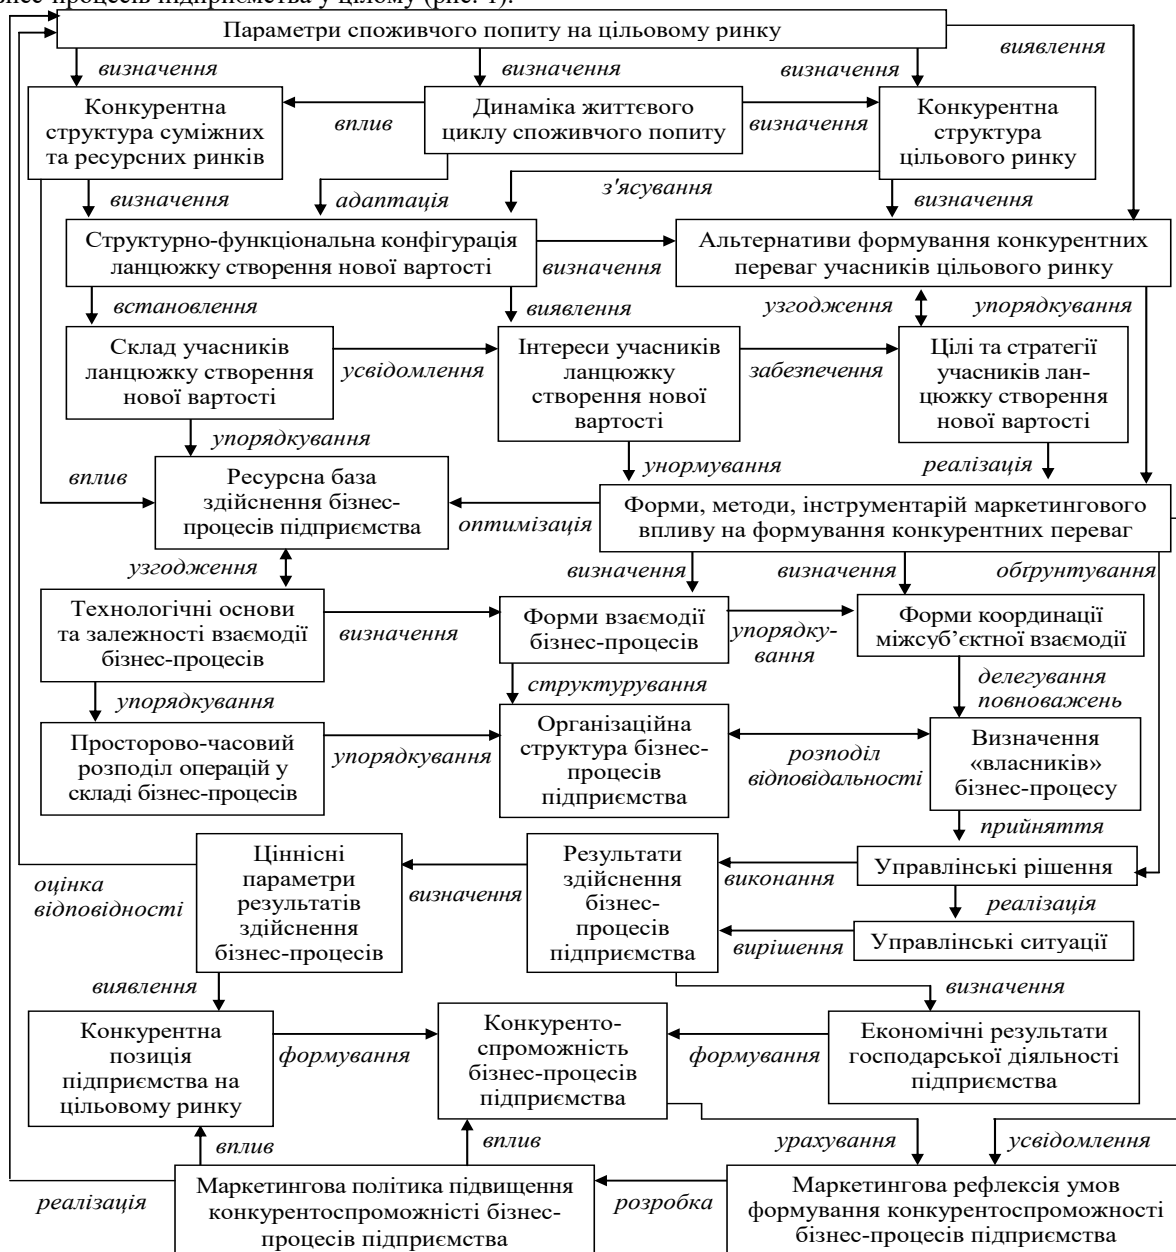 бізнес-процесів підприємства у цілому (рис. 1).
Параметри споживчого попиту на цільовому ринку
виявлення
визначення
визначення
визначення
Конкурентна
структура суміжних
та ресурсних ринків
вплив
Динаміка життєвого
циклу споживчого попиту
визначення
Конкурентна
структура
цільового ринку
визначення
адаптація
з'ясування
визначення
Структурно-функціональна конфігурація
ланцюжку створення нової вартості
визначення
Альтернативи формування конкурентних
переваг учасників цільового ринку
встановлення
виявлення
узгодження
упорядкування
Склад учасників
ланцюжку створення
нової вартості
усвідомлення
Інтереси учасників
ланцюжку
створення нової
вартості
забезпечення
Цілі та стратегії
учасників лан-
цюжку створення
нової вартості
упорядкування
вплив
унормування
реалізація
Ресурсна база
здійснення бізнес-
процесів підприємства
оптимізація
Форми, методи, інструментарій маркетингового
впливу на формування конкурентних переваг
узгодження
визначення
визначення
обґрунтування
Технологічні основи
та залежності взаємодії
бізнес-процесів
визначення
Форми взаємодії
бізнес-процесів
упорядку-
вання
Форми координації
міжсуб’єктної взаємодії
упорядкування
структурування
делегування
повноважень
Просторово-часовий
розподіл операцій у
складі бізнес-процесів
упорядкування
Організаційна
структура бізнес-
процесів
підприємства
розподіл
відповідальності
Визначення
«власників»
бізнес-процесу
прийняття
оцінка
відповідності
Ціннісні
параметри
результатів
здійснення
бізнес-процесів
визначення
Результати
здійснення
бізнес-
процесів
підприємства
виконання
Управлінські рішення
реалізація
вирішення
Управлінські ситуації
виявлення
визначення
Конкурентна
позиція
підприємства на
цільовому ринку
формування
Конкуренто-
спроможність
бізнес-процесів
підприємства
формування
Економічні результати
господарської діяльності
підприємства
вплив
вплив
урахування
усвідомлення
реалізація
Маркетингова політика підвищення
конкурентоспроможністі бізнес-
процесів підприємства
розробка
Маркетингова рефлексія умов
формування конкурентоспроможності
бізнес-процесів підприємства